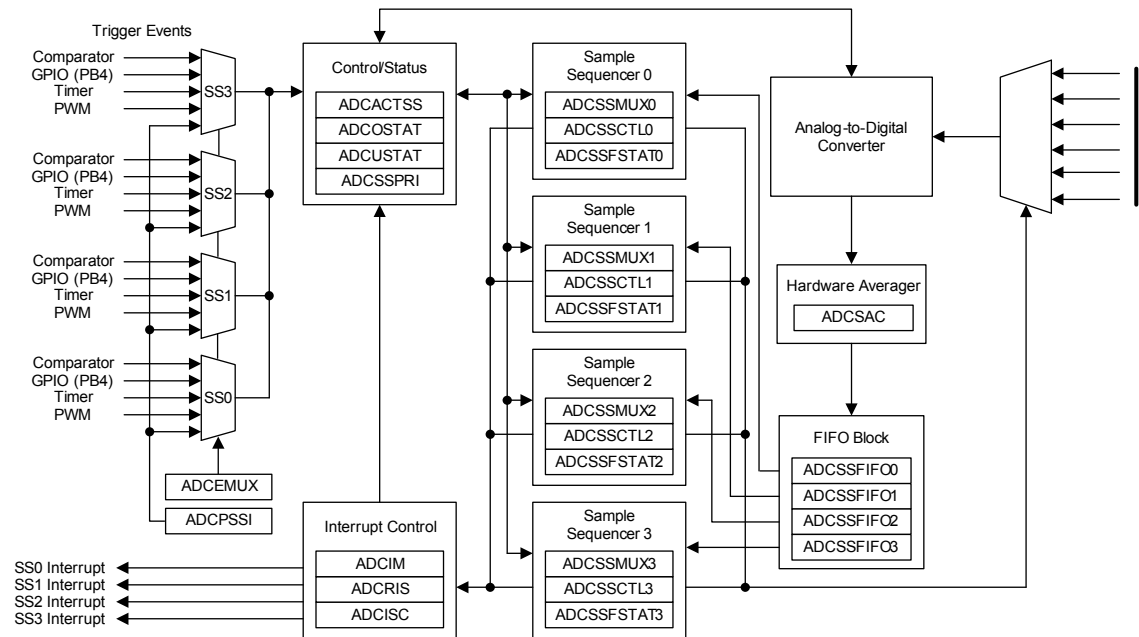 Trigger Events
Comparator
GPIO (PB4)
Timer
PWM
SS3
Comparator
GPIO (PB4)
Timer
PWM
SS2
Comparator
GPIO (PB4)
Timer
PWM
SS1
Comparator
GPIO (PB4)
Timer
PWM
SS0
ADCEMUX
ADCPSSI
Control/Status
ADCACTSS
ADCOSTAT
ADCUSTAT
ADCSSPRI
Interrupt Control
ADCIM
ADCRIS
ADCISC
SS0 Interrupt
SS1 Interrupt
SS2 Interrupt
SS3 Interrupt
Sample
Sequencer 0
ADCSSMUX0
ADCSSCTL0
ADCSSFSTAT0
Sample
Sequencer 1
ADCSSMUX1
ADCSSCTL1
ADCSSFSTAT1
Sample
Sequencer 2
ADCSSMUX2
ADCSSCTL2
ADCSSFSTAT2
Sample
Sequencer 3
ADCSSMUX3
ADCSSCTL3
ADCSSFSTAT3
Analog-to-Digital
Converter
Hardware Averager
ADCSAC
FIFO Block
ADCSSFIFO0
ADCSSFIFO1
ADCSSFIFO2
ADCSSFIFO3